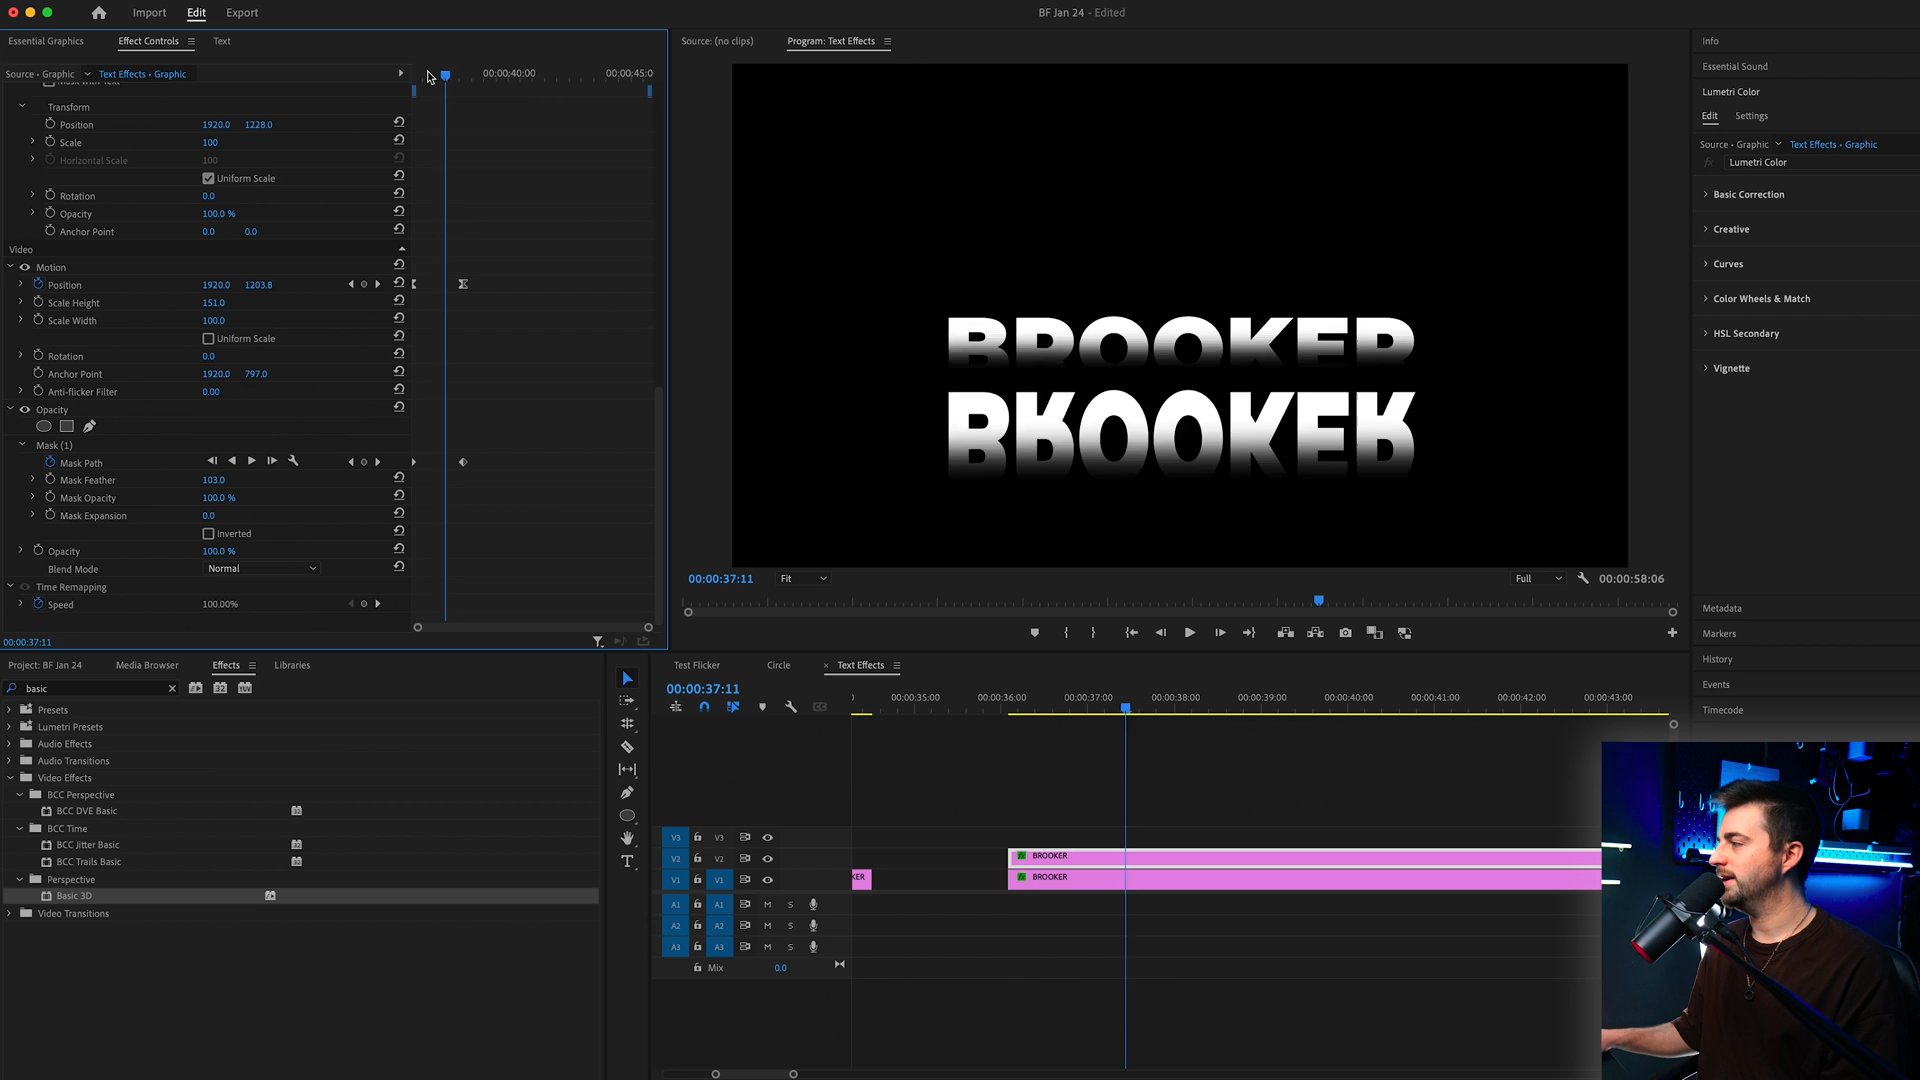 Import Edit Export
BF Jan 24 - Edited
Essential Graphics Effect Controls Text
Source • Graphic Text Effects • Graphic
00:00:40:00 00:00:45:0
Transform
Position 1920.0 1228.0
Scale 100
Horizontal Scale 100
Uniform Scale
Rotation 0.0
Opacity 100.0 %
Anchor Point 0.0 0.0
Video
Motion
Position 1920.0 1203.8
Scale Height 151.0
Scale Width 100.0
Uniform Scale
Rotation 0.0
Anchor Point 1920.0 797.0
Anti-flicker Filter 0.00
Opacity
Mask (1)
Mask Path
Mask Feather 103.0
Mask Opacity 100.0 %
Mask Expansion 0.0
Inverted
Opacity 100.0 %
Blend Mode Normal
Time Remapping
Speed 100.00%
00:00:37:11
Source: (no clips) Program: Text Effects
BROOKER
BROOKER
00:00:37:11 Fit Full 00:00:58:06
Info
Essential Sound
Lumetri Color
Edit Settings
Source • Graphic Text Effects • Graphic
fx Lumetri Color
Basic Correction
Creative
Curves
Color Wheels & Match
HSL Secondary
Vignette
Metadata
Markers
History
Events
Timecode
Project: BF Jan 24 Media Browser Effects Libraries
basic
32 YUV
Presets
Lumetri Presets
Audio Effects
Audio Transitions
Video Effects
BCC Perspective
BCC DVE Basic
BCC Time
BCC Jitter Basic
BCC Trails Basic
Perspective
Basic 3D
Video Transitions
Test Flicker Circle × Text Effects
00:00:37:11
00:00:35:00 00:00:36:00 00:00:37:00 00:00:38:00 00:00:39:00 00:00:40:00 00:00:41:00 00:00:42:00 00:00:43:00
V3 V3
V2 V2 BROOKER
V1 V1 KER BROOKER
A1 A1 M S
A2 A2 M S
A3 A3 M S
Mix 0.0